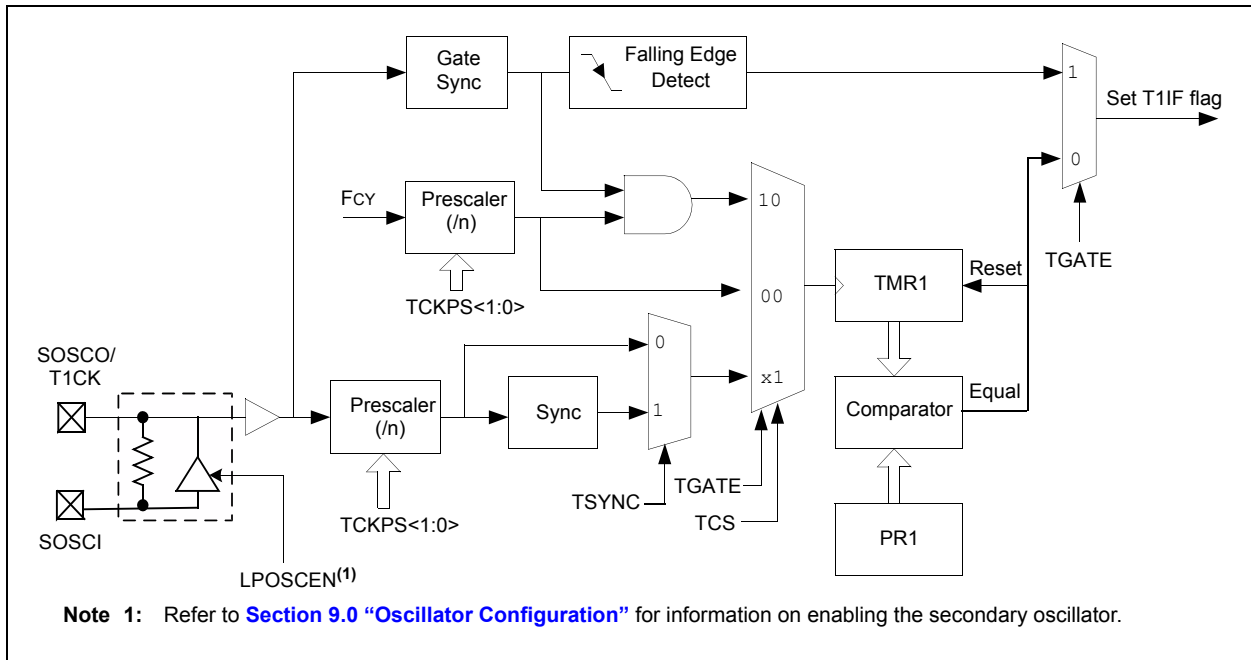 Gate
Sync
Falling Edge
Detect
1
Set T1IF flag
0
FCY
Prescaler
(/n)
10
TGATE
TCKPS<1:0>
00
TMR1
Reset
SOSCO/
T1CK
0
x1
Prescaler
(/n)
Sync
1
Comparator
Equal
TGATE
TSYNC
TCS
SOSCI
TCKPS<1:0>
PR1
LPOSCEN(1)
Note 1: Refer to Section 9.0 “Oscillator Configuration” for information on enabling the secondary oscillator.